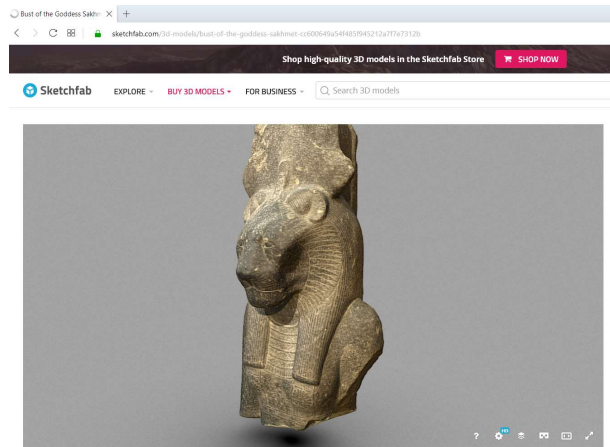 Bust of the Goddess Sakhm
sketchfab.com/3d-models/bust-of-the-goddess-sakhmet-cc600649a54f485f945212a7f7e7312b
Shop high-quality 3D models in the Sketchfab Store SHOP NOW
Sketchfab EXPLORE BUY 3D MODELS FOR BUSINESS Search 3D models
? HD